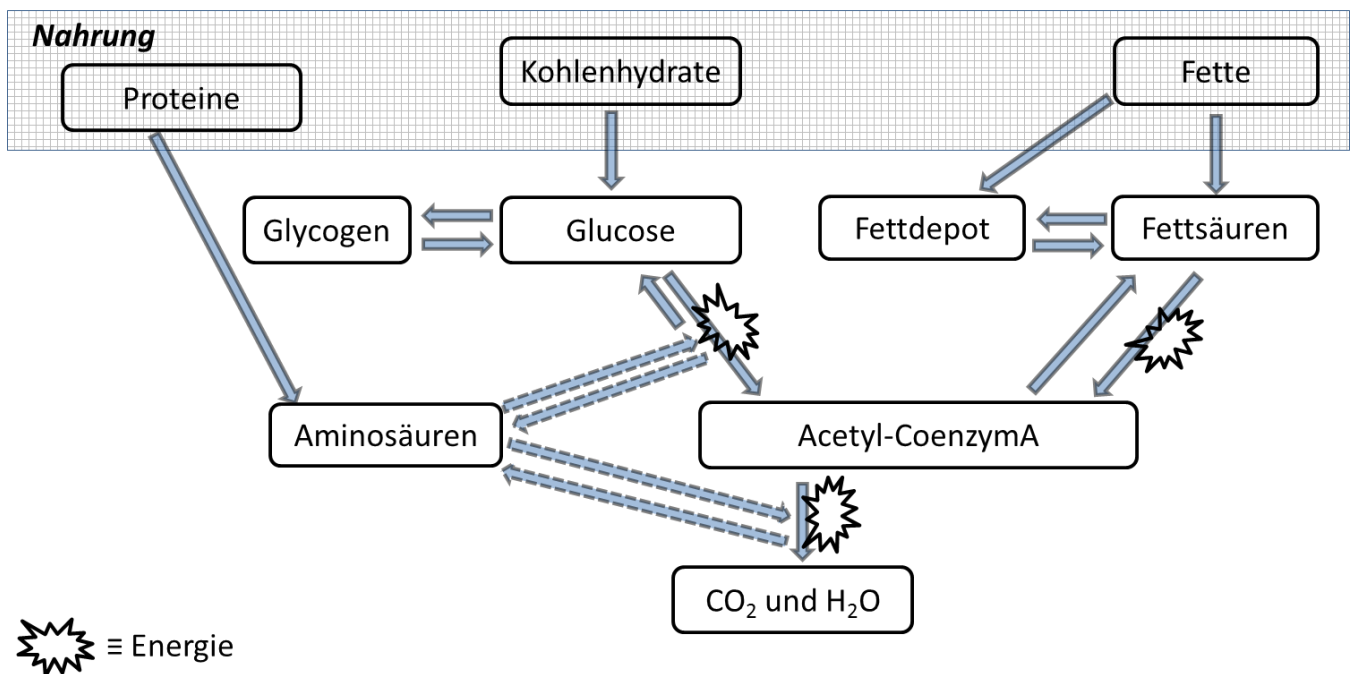 Nahrung
Proteine
Kohlenhydrate
Fette
Glycogen
Glucose
Fettdepot
Fettsäuren
Aminosäuren
Acetyl-CoenzymA
CO₂ und H₂O
≡ Energie